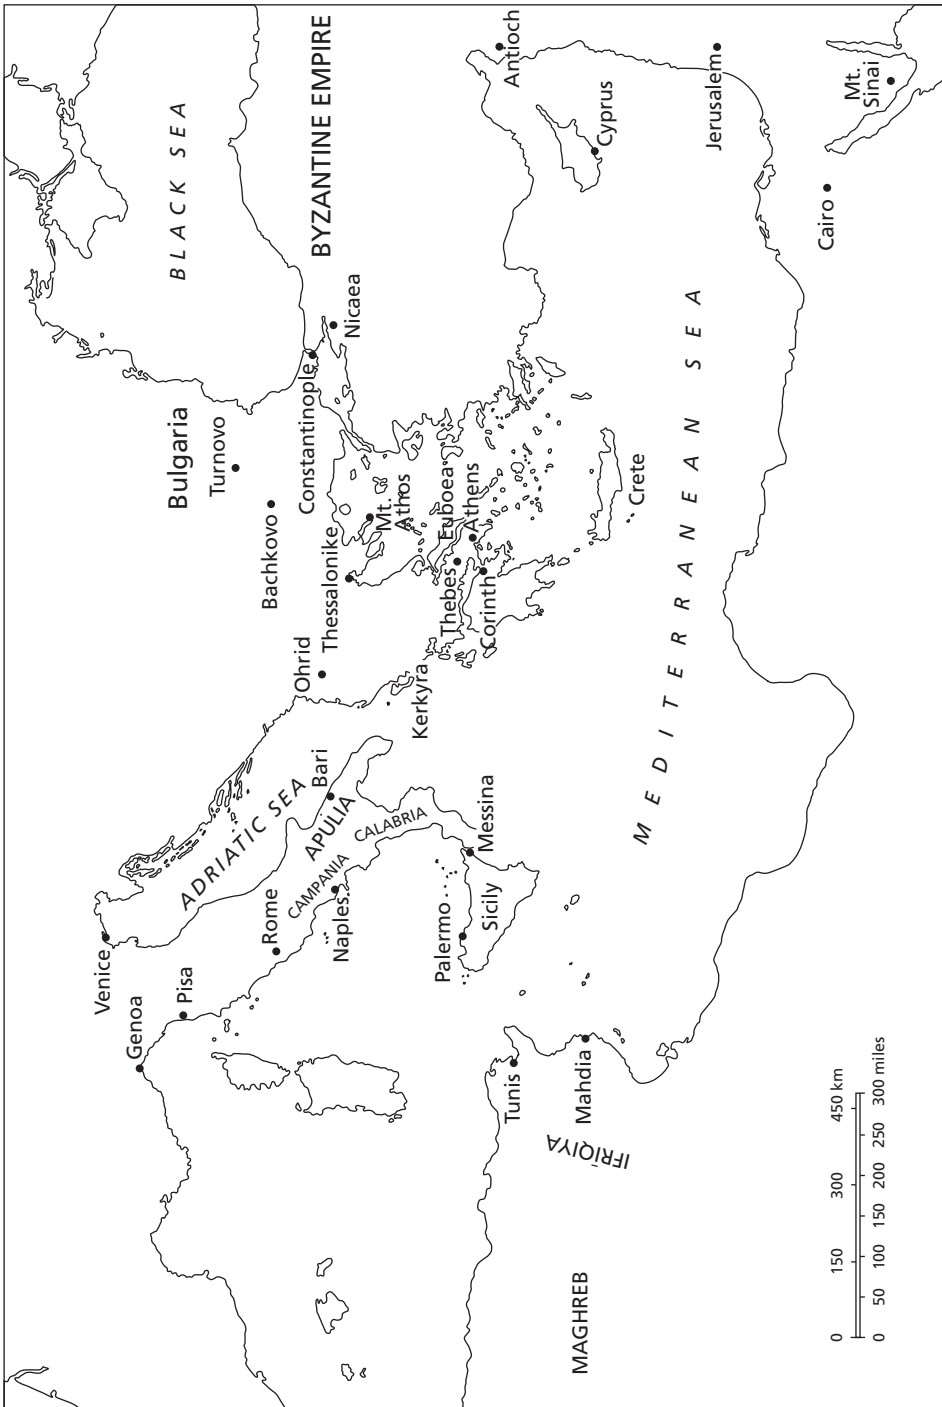 BLACK SEA
BYZANTINE EMPIRE
Bulgaria
Turnovo
Bachkovo
Constantinople
Nicaea
Antioch
Cyprus
Jerusalem
Mt.
Sinai
Cairo
Venice
Genoa
Pisa
ADRIATIC SEA
Rome
CAMPANIA
Naples
APULIA
Bari
CALABRIA
Ohrid
Thessalonike
Mt.
Athos
Kerkyra
Thebes
Euboea
Athens
Corinth
Crete
Palermo
Sicily
Messina
MEDITERRANEAN SEA
Tunis
Mahdia
IFRĪQIYA
MAGHREB
0 150 300 450 km
0 50 100 150 200 250 300 miles